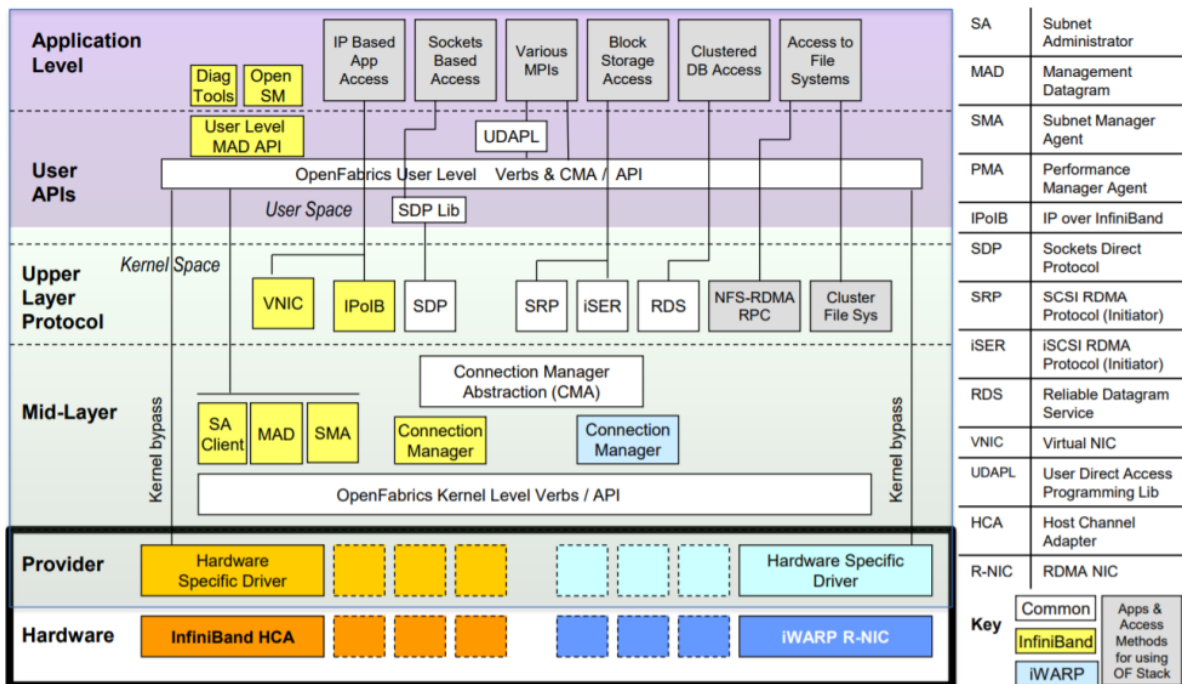 Application
Level
Diag
Tools
Open
SM
IP Based
App
Access
Sockets
Based
Access
Various
MPIs
Block
Storage
Access
Clustered
DB Access
Access to
File
Systems
User
APIs
User Level
MAD API
UDAPL
OpenFabrics User Level Verbs & CMA / API
User Space
SDP Lib
Kernel Space
Upper
Layer
Protocol
VNIC
IPoIB
SDP
SRP
iSER
RDS
NFS-RDMA
RPC
Cluster
File Sys
Mid-Layer
Connection Manager
Abstraction (CMA)
Kernel bypass
SA
Client
MAD
SMA
Connection
Manager
Connection
Manager
Kernel bypass
OpenFabrics Kernel Level Verbs / API
Provider
Hardware
Specific Driver
Hardware Specific
Driver
Hardware
InfiniBand HCA
iWARP R-NIC
SA Subnet
Administrator
MAD Management
Datagram
SMA Subnet Manager
Agent
PMA Performance
Manager Agent
IPoIB IP over InfiniBand
SDP Sockets Direct
Protocol
SRP SCSI RDMA
Protocol (Initiator)
iSER iSCSI RDMA
Protocol (Initiator)
RDS Reliable Datagram
Service
VNIC Virtual NIC
UDAPL User Direct Access
Programming Lib
HCA Host Channel
Adapter
R-NIC RDMA NIC
Key
Common
InfiniBand
iWARP
Apps &
Access
Methods
for using
OF Stack